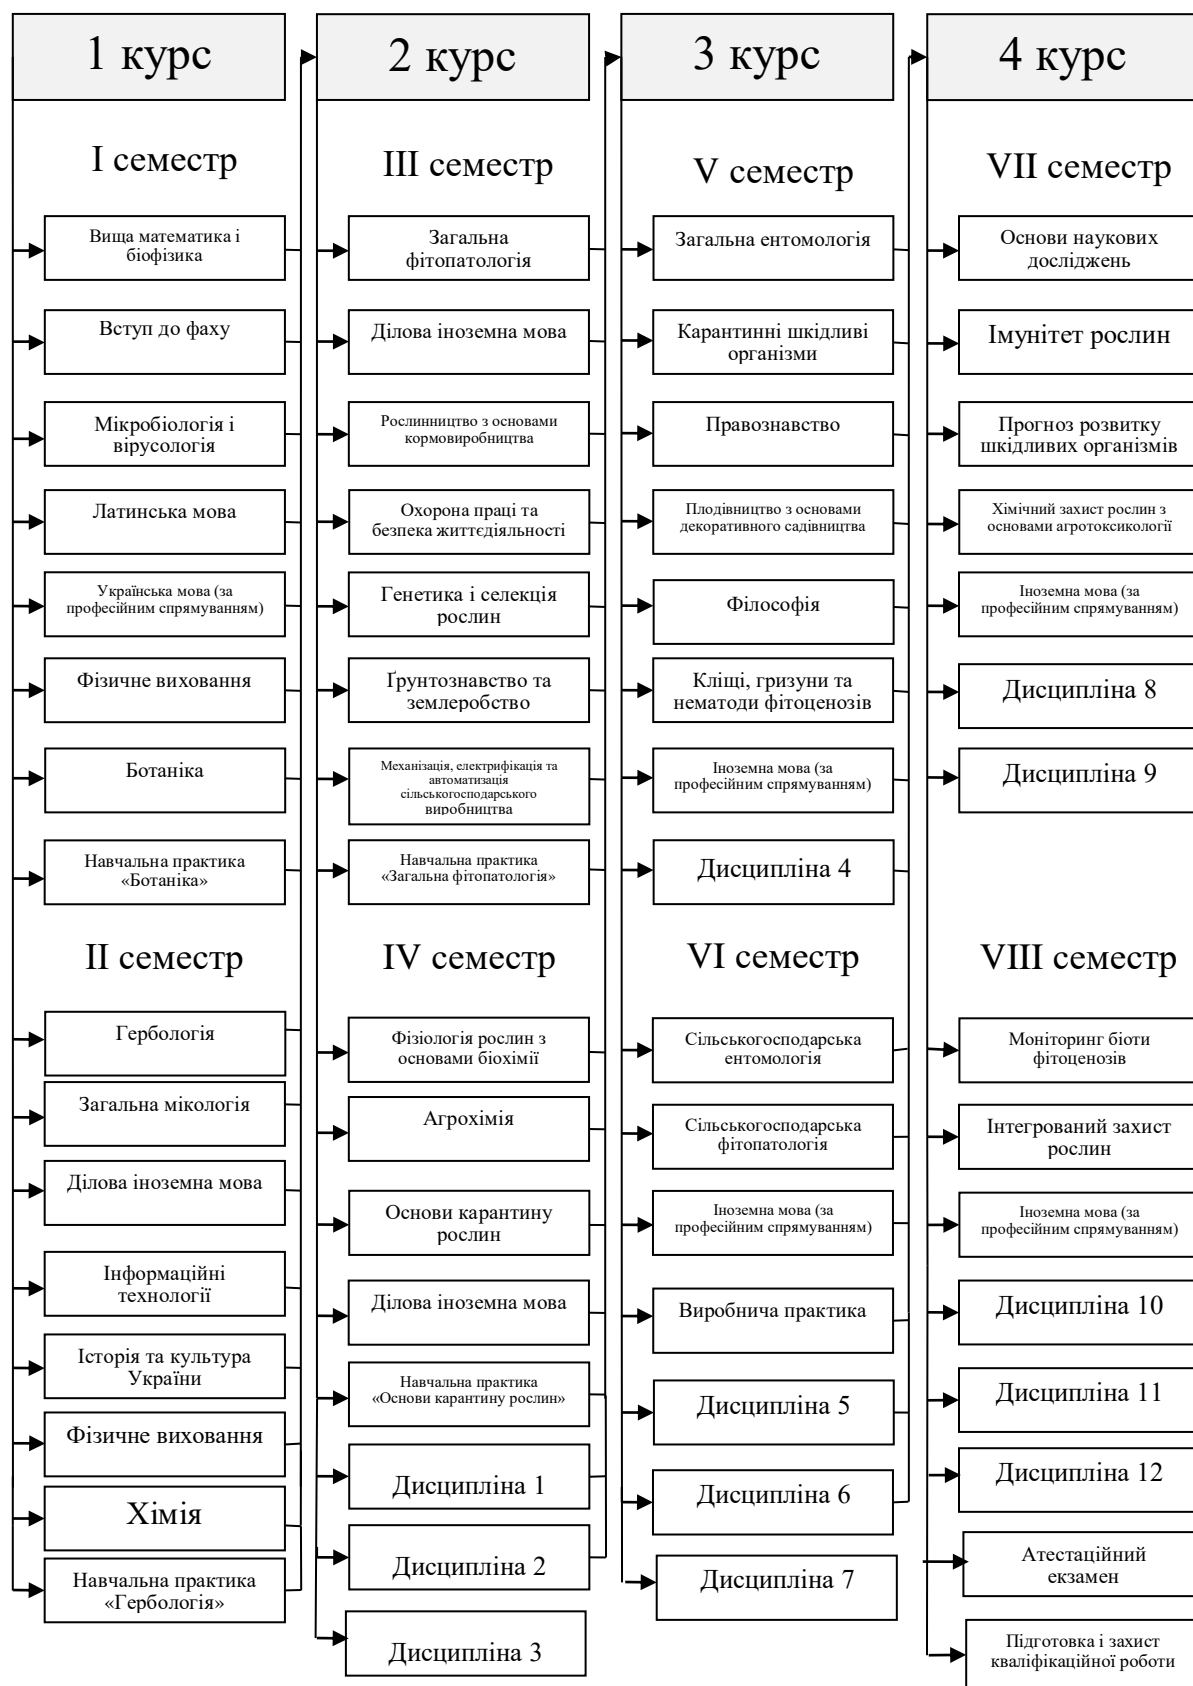 1 курс
I семестр
Вища математика і
біофізика
Вступ до фаху
Мікробіологія і
вірусологія
Латинська мова
Українська мова (за
професійним спрямуванням)
Фізичне виховання
Ботаніка
Навчальна практика
«Ботаніка»
II семестр
Гербологія
Загальна мікологія
Ділова іноземна мова
Інформаційні
технології
Історія та культура
України
Фізичне виховання
Хімія
Навчальна практика
«Гербологія»
2 курс
III семестр
Загальна
фітопатологія
Ділова іноземна мова
Рослинництво з основами
кормовиробництва
Охорона праці та
безпека життєдіяльності
Генетика і селекція
рослин
Ґрунтознавство та
землеробство
Механізація, електрифікація та
автоматизація
сільськогосподарського
виробництва
Навчальна практика
«Загальна фітопатологія»
IV семестр
Фізіологія рослин з
основами біохімії
Агрохімія
Основи карантину
рослин
Ділова іноземна мова
Навчальна практика
«Основи карантину рослин»
Дисципліна 1
Дисципліна 2
Дисципліна 3
3 курс
V семестр
Загальна ентомологія
Карантинні шкідливі
організми
Правознавство
Плодівництво з основами
декоративного садівництва
Філософія
Кліщі, гризуни та
нематоди фітоценозів
Іноземна мова (за
професійним спрямуванням)
Дисципліна 4
VI семестр
Сільськогосподарська
ентомологія
Сільськогосподарська
фітопатологія
Іноземна мова (за
професійним спрямуванням)
Виробнича практика
Дисципліна 5
Дисципліна 6
Дисципліна 7
4 курс
VII семестр
Основи наукових
досліджень
Імунітет рослин
Прогноз розвитку
шкідливих організмів
Хімічний захист рослин з
основами агротоксикології
Іноземна мова (за
професійним спрямуванням)
Дисципліна 8
Дисципліна 9
VIII семестр
Моніторинг біоти
фітоценозів
Інтегрований захист
рослин
Іноземна мова (за
професійним спрямуванням)
Дисципліна 10
Дисципліна 11
Дисципліна 12
Атестаційний
екзамен
Підготовка і захист
кваліфікаційної роботи